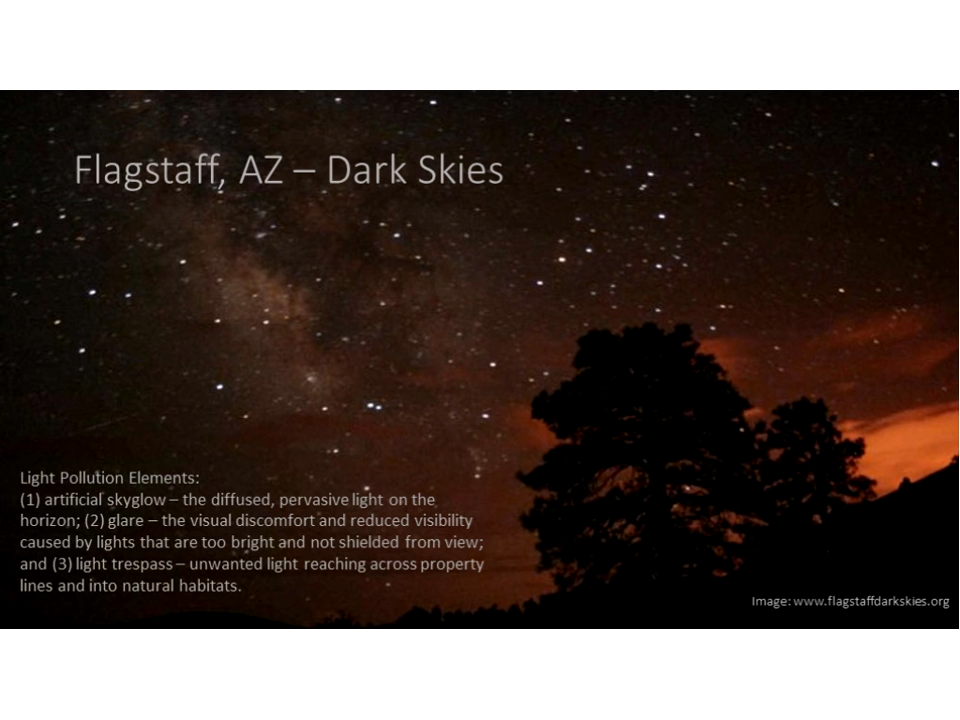 Flagstaff, AZ – Dark Skies
Light Pollution Elements:
(1) artificial skyglow – the diffused, pervasive light on the
horizon; (2) glare – the visual discomfort and reduced visibility
caused by lights that are too bright and not shielded from view;
and (3) light trespass – unwanted light reaching across property
lines and into natural habitats.
Image: www.flagstaffdarkskies.org